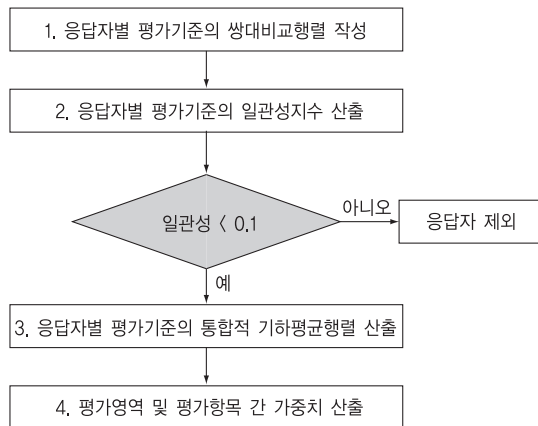 1. 응답자별 평가기준의 쌍대비교행렬 작성
2. 응답자별 평가기준의 일관성지수 산출
일관성 < 0.1
아니오
응답자 제외
예
3. 응답자별 평가기준의 통합적 기하평균행렬 산출
4. 평가영역 및 평가항목 간 가중치 산출